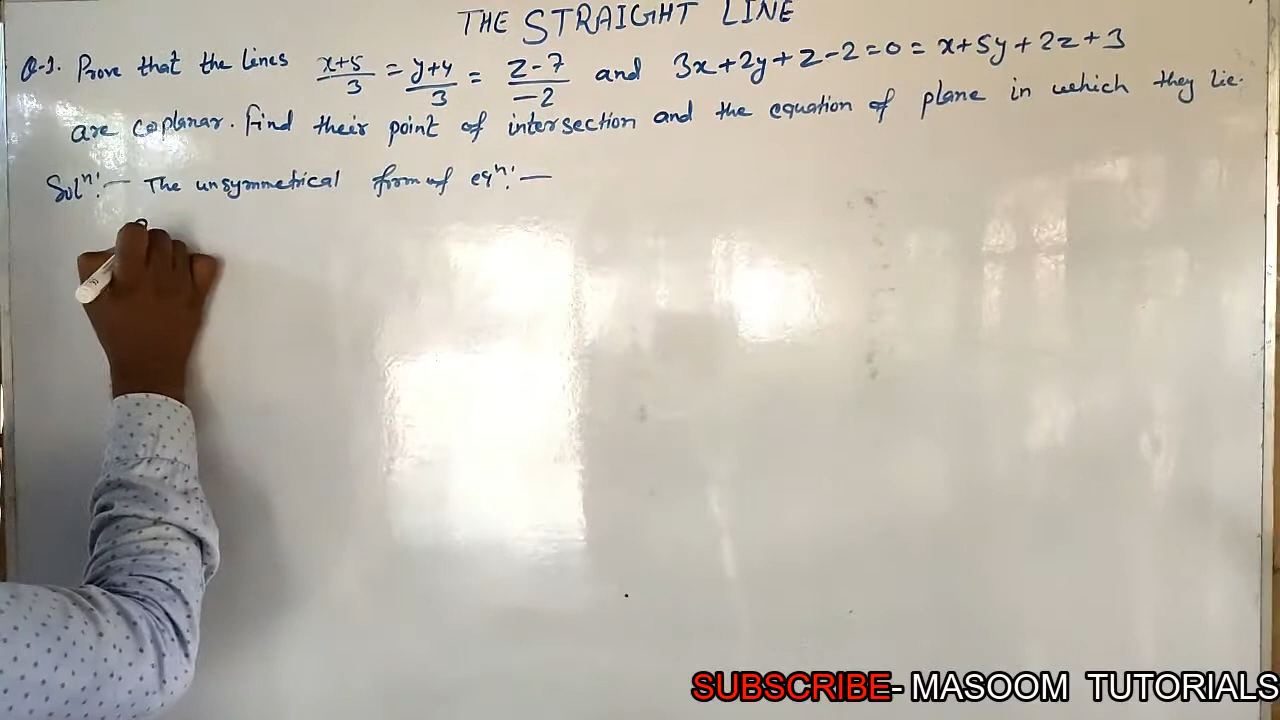 THE STRAIGHT LINE
Q-1. Prove that the lines x+5/3 = y+4/3 = z-7/-2 and 3x+2y+z-2=0=x+5y+2z+3
are coplanar. Find their point of intersection and the equation of plane in which they lie.
Solⁿ:- The unsymmetrical form of eqⁿ:-
SUBSCRIBE- MASOOM TUTORIALS